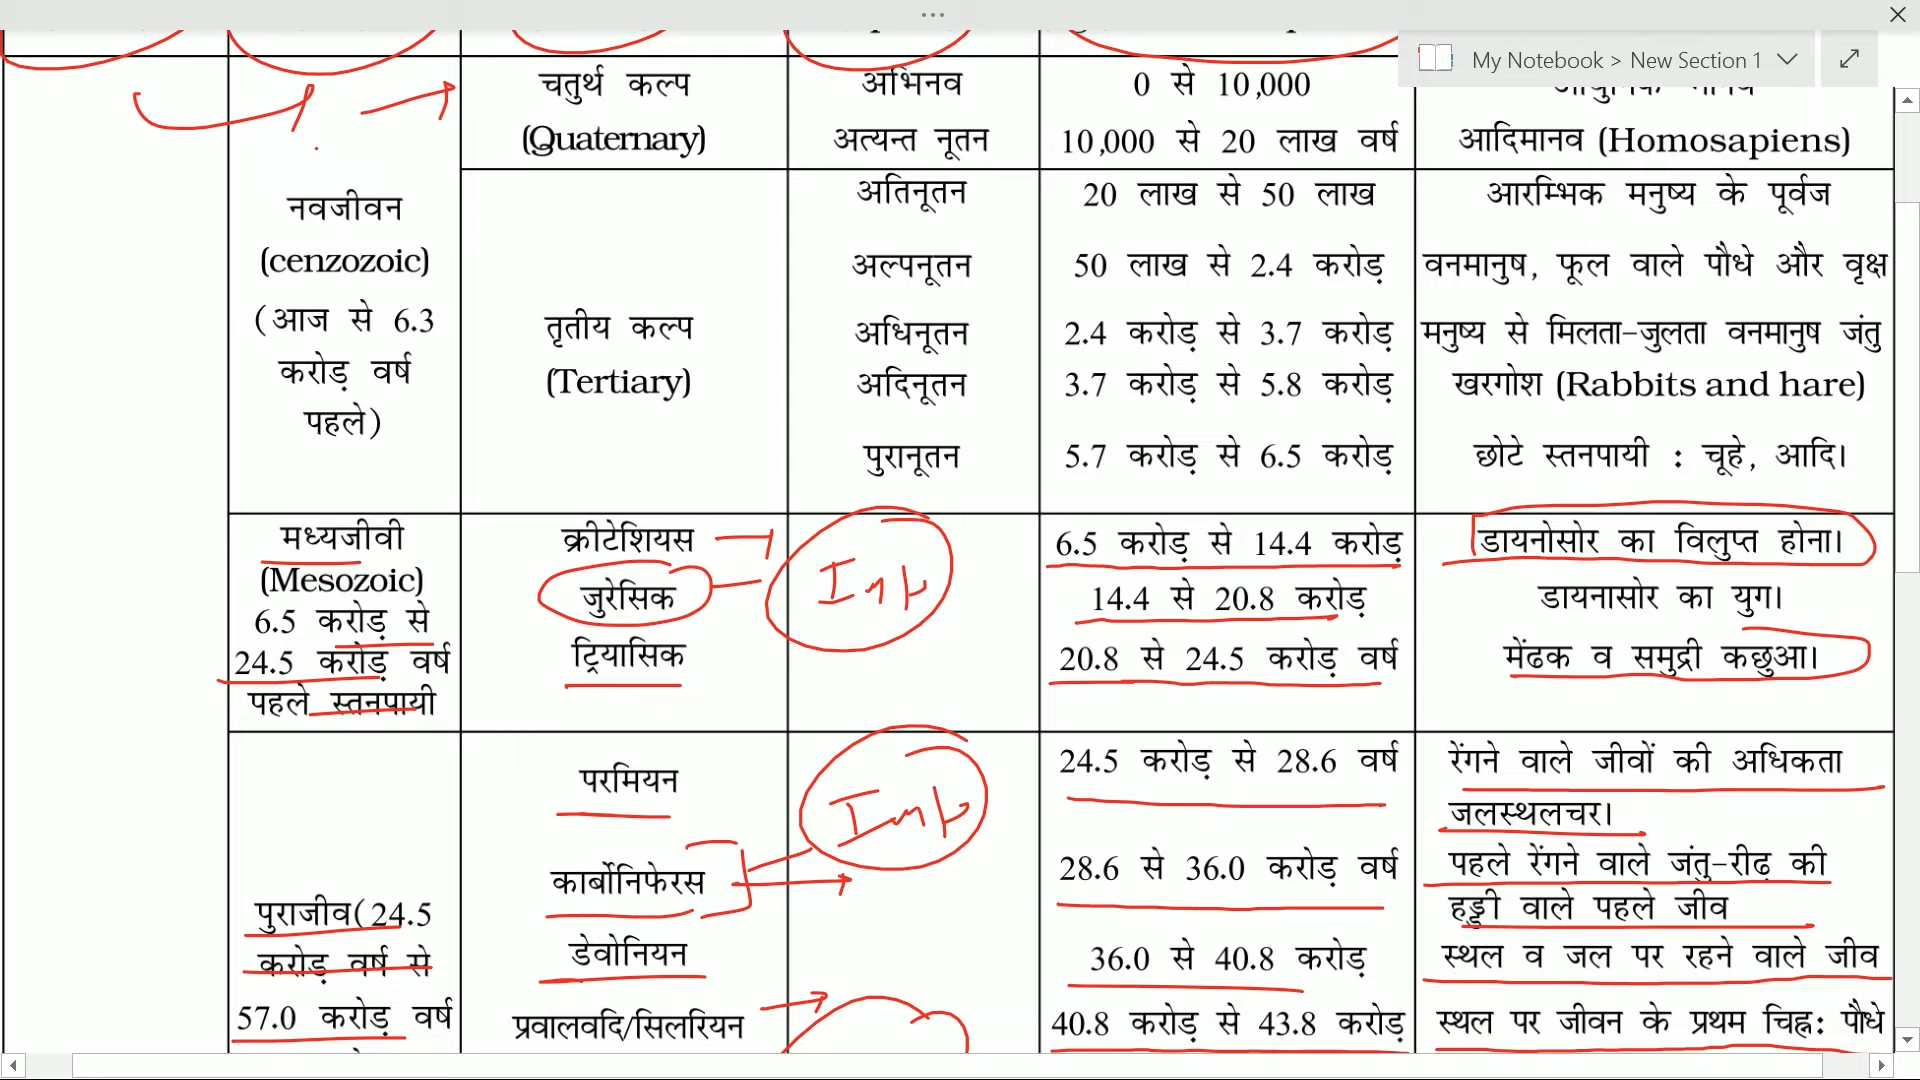 My Notebook > New Section 1
चतुर्थ कल्प
(Quaternary)
अभिनव
अत्यन्त नूतन
0 से 10,000
10,000 से 20 लाख वर्ष
आदिमानव (Homosapiens)
नवजीवन
(cenzozoic)
(आज से 6.3
करोड़ वर्ष
पहले)
तृतीय कल्प
(Tertiary)
अतिनूतन
20 लाख से 50 लाख
आरम्भिक मनुष्य के पूर्वज
अल्पनूतन
50 लाख से 2.4 करोड़
वनमानुष, फूल वाले पौधे और वृक्ष
अधिनूतन
2.4 करोड़ से 3.7 करोड़
मनुष्य से मिलता-जुलता वनमानुष जंतु
अदिनूतन
3.7 करोड़ से 5.8 करोड़
खरगोश (Rabbits and hare)
पुरानूतन
5.7 करोड़ से 6.5 करोड़
छोटे स्तनपायी : चूहे, आदि।
मध्यजीवी
(Mesozoic)
6.5 करोड़ से
24.5 करोड़ वर्ष
पहले स्तनपायी
क्रीटेशियस
6.5 करोड़ से 14.4 करोड़
डायनोसोर का विलुप्त होना।
जुरेसिक
Imp
14.4 से 20.8 करोड़
डायनासोर का युग।
ट्रियासिक
20.8 से 24.5 करोड़ वर्ष
मेंढक व समुद्री कछुआ।
पुराजीव(24.5
करोड़ वर्ष से
57.0 करोड़ वर्ष
परमियन
24.5 करोड़ से 28.6 वर्ष
रेंगने वाले जीवों की अधिकता
जलस्थलचर।
Imp
कार्बोनिफेरस
28.6 से 36.0 करोड़ वर्ष
पहले रेंगने वाले जंतु-रीढ़ की
हड्डी वाले पहले जीव
डेवोनियन
36.0 से 40.8 करोड़
स्थल व जल पर रहने वाले जीव
प्रवालवदि/सिलरियन
40.8 करोड़ से 43.8 करोड़
स्थल पर जीवन के प्रथम चिह्न: पौधे